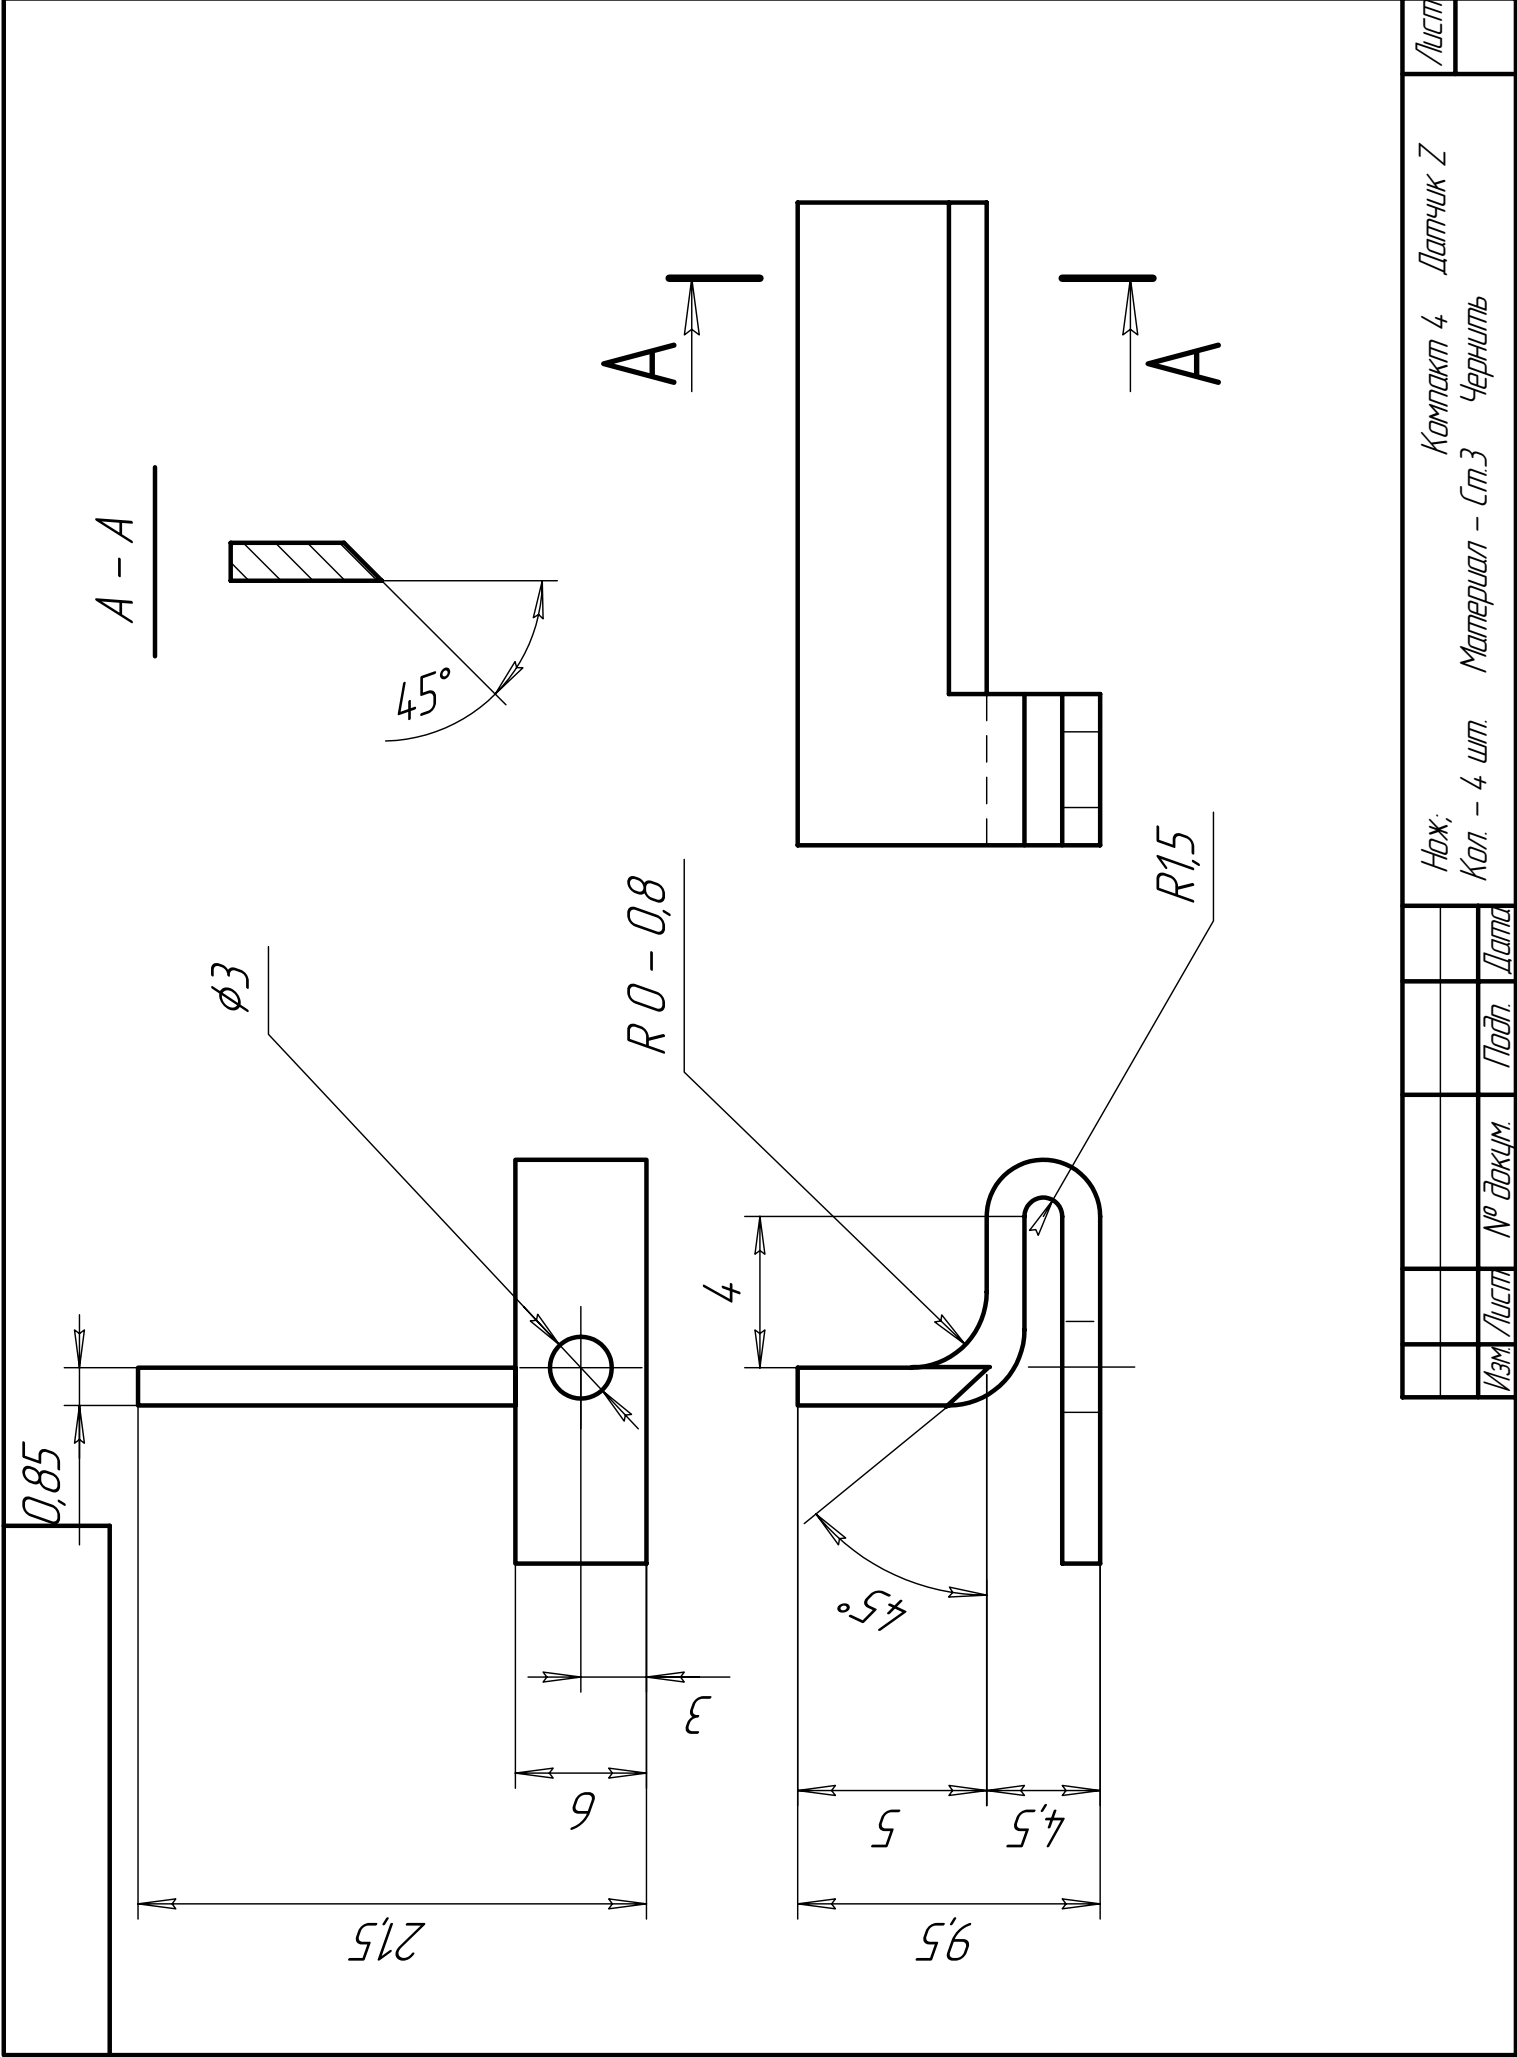 А – А
45°
А
А
0,85
⌀3
21,5
6
3
R 0 – 0,8
4
R1,5
45°
5
4,5
9,5
Нож; Компакт 4 Датчик Z
Кол. – 4 шт. Материал – Ст.3 Чернить
Лист
Изм. Лист № докум. Подп. Дата